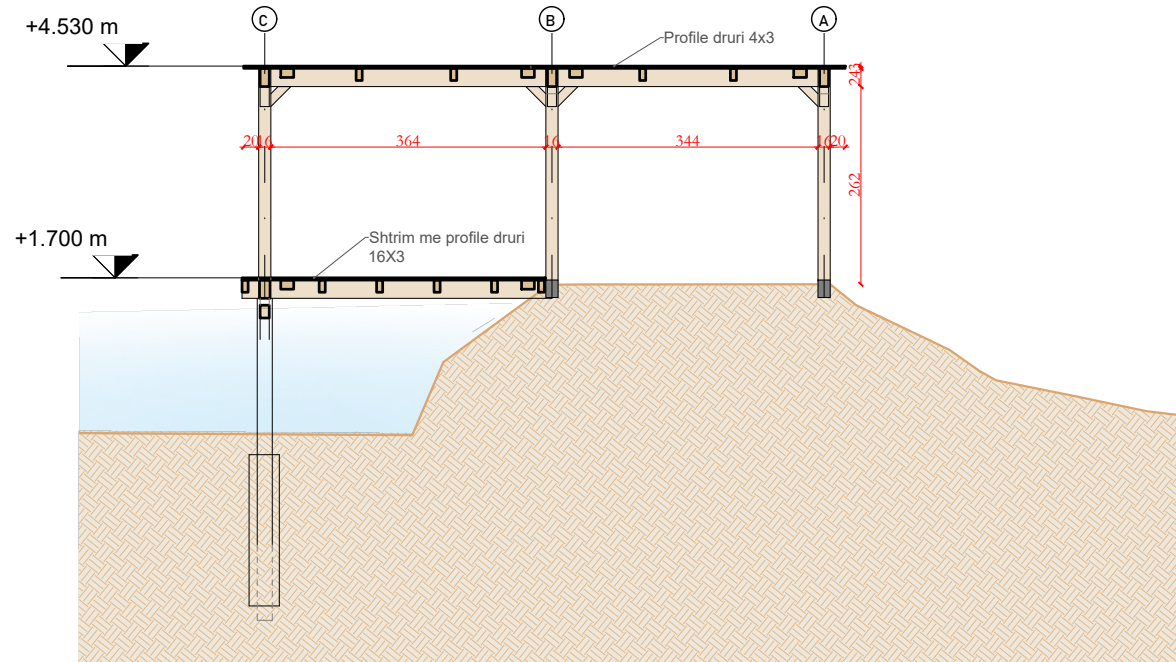 C
B
A
+4.530 m
Profile druri 4x3
20 16 364 16 344 16 20
262
+1.700 m
Shtrim me profile druri
16X3